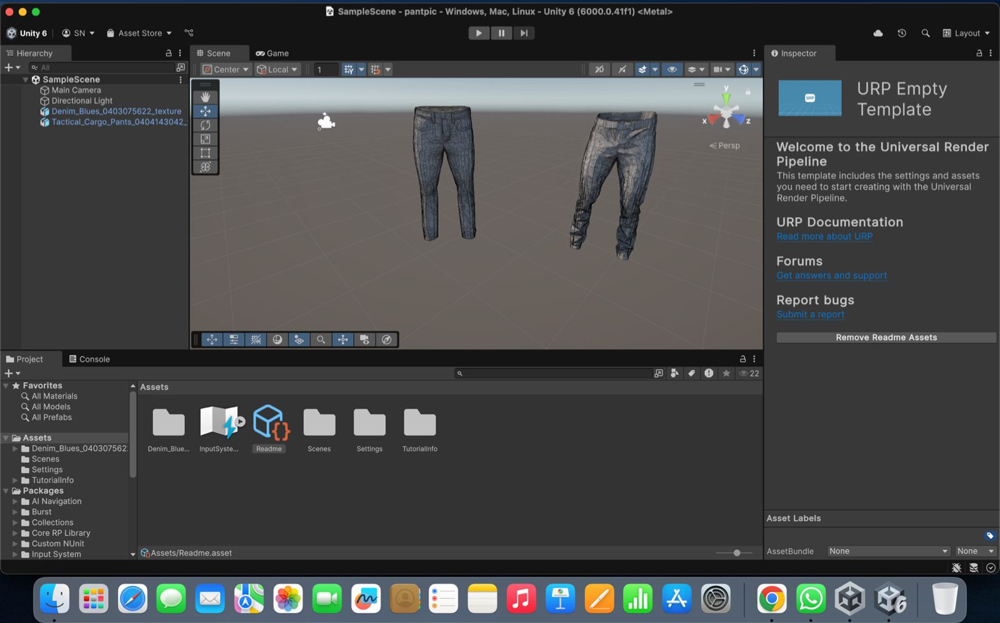 SampleScene - pantpic - Windows, Mac, Linux - Unity 6 (6000.0.41f1) <Metal>
Unity 6
SN
Asset Store
Layout
Hierarchy
Scene
Game
Inspector
All
Center
Local
1
SampleScene
Main Camera
Directional Light
Denim_Blues_0403075622_texture
Tactical_Cargo_Pants_0404143042_
y
x
z
Persp
SRP
URP Empty
Template
Welcome to the Universal Render
Pipeline
This template includes the settings and assets
you need to start creating with the Universal
Render Pipeline.
URP Documentation
Read more about URP
Forums
Get answers and support
Report bugs
Submit a report
Remove Readme Assets
Project
Console
22
Favorites
All Materials
All Models
All Prefabs
Assets
Denim_Blues_040307562
Scenes
Settings
TutorialInfo
Packages
AI Navigation
Burst
Collections
Core RP Library
Custom NUnit
Input System
Assets
Denim_Blue...
InputSyste...
Readme
Scenes
Settings
TutorialInfo
Assets/Readme.asset
Asset Labels
AssetBundle
None
None
6